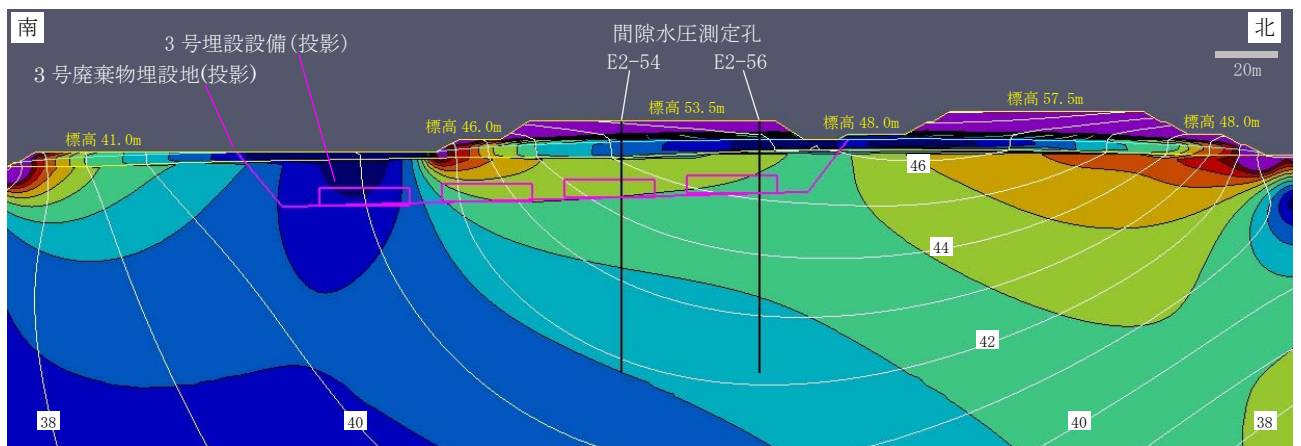 南
北
3 号埋設設備(投影)
3 号廃棄物埋設地(投影)
間隙水圧測定孔
E2-54
E2-56
20m
標高 41.0m
標高 46.0m
標高 53.5m
標高 48.0m
標高 57.5m
標高 48.0m
46
44
42
38
40
40
38